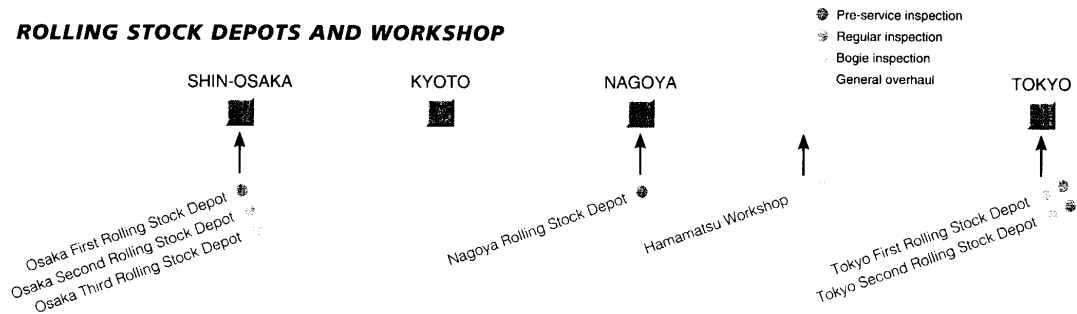 ROLLING STOCK DEPOTS AND WORKSHOP
Pre-service inspection
Regular inspection
Bogie inspection
General overhaul
SHIN-OSAKA
KYOTO
NAGOYA
TOKYO
Osaka First Rolling Stock Depot
Osaka Second Rolling Stock Depot
Osaka Third Rolling Stock Depot
Nagoya Rolling Stock Depot
Hamamatsu Workshop
Tokyo First Rolling Stock Depot
Tokyo Second Rolling Stock Depot